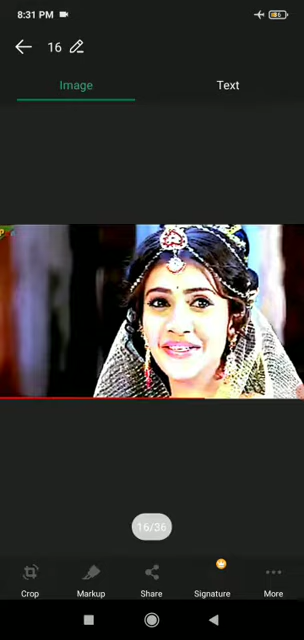 8:31 PM
16
Image
Text
16/36
Crop
Markup
Share
Signature
More